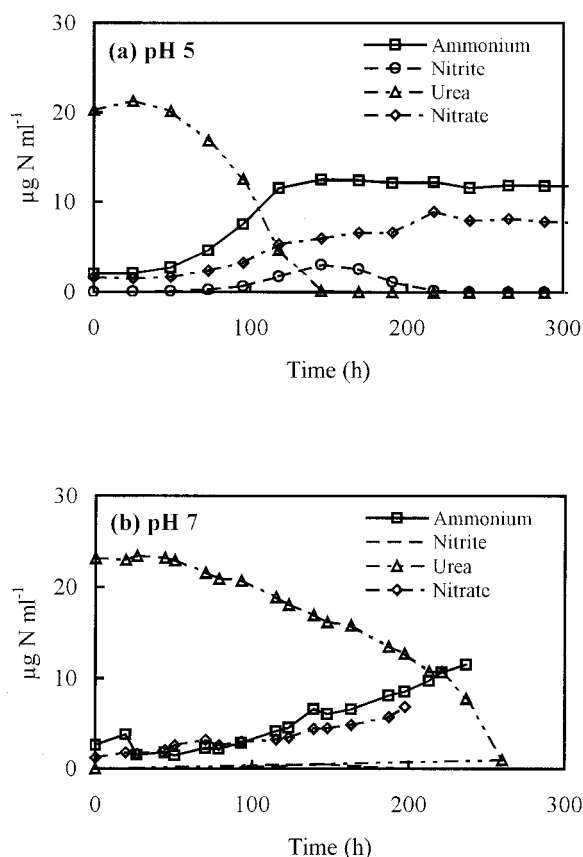 30
(a) pH 5
Ammonium
Nitrite
Urea
Nitrate
20
10
0
µg N ml-1
0 100 200 300
Time (h)
30
(b) pH 7
Ammonium
Nitrite
Urea
Nitrate
20
10
0
µg N ml-1
0 100 200 300
Time (h)